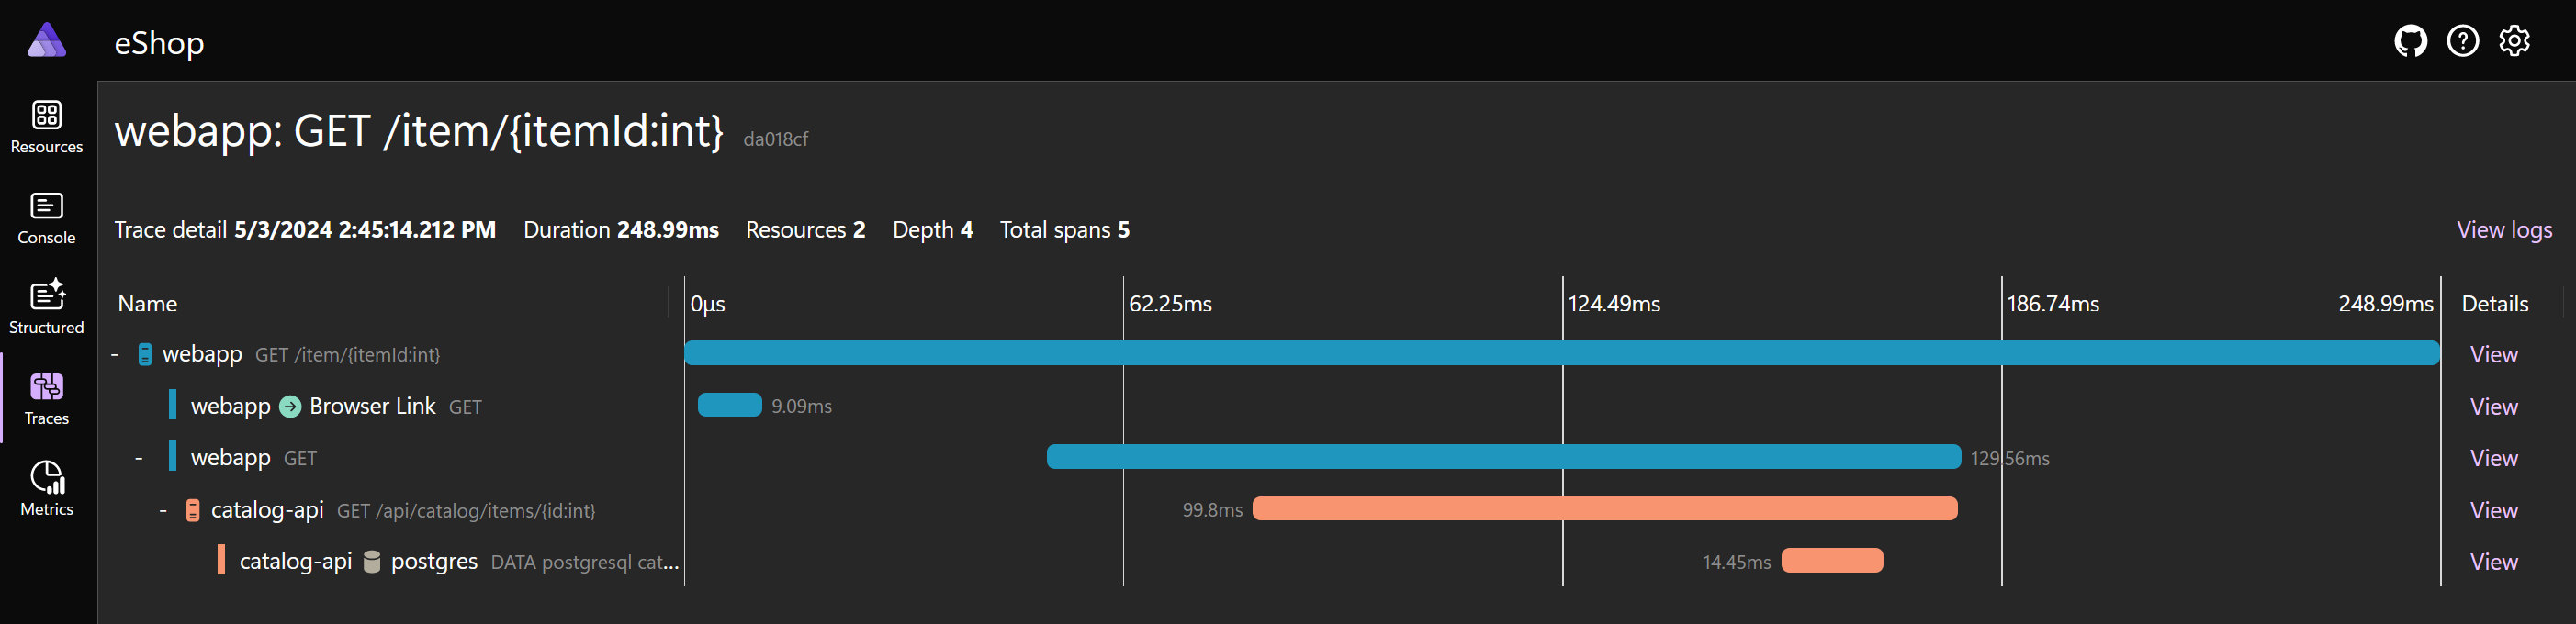 eShop
Resources
Console
Structured
Traces
Metrics
webapp: GET /item/{itemId:int} da018cf
Trace detail 5/3/2024 2:45:14.212 PM Duration 248.99ms Resources 2 Depth 4 Total spans 5 View logs
Name 0μs 62.25ms 124.49ms 186.74ms 248.99ms Details
- webapp GET /item/{itemId:int} View
webapp Browser Link GET 9.09ms View
- webapp GET 129.56ms View
- catalog-api GET /api/catalog/items/{id:int} 99.8ms View
catalog-api postgres DATA postgresql cat... 14.45ms View